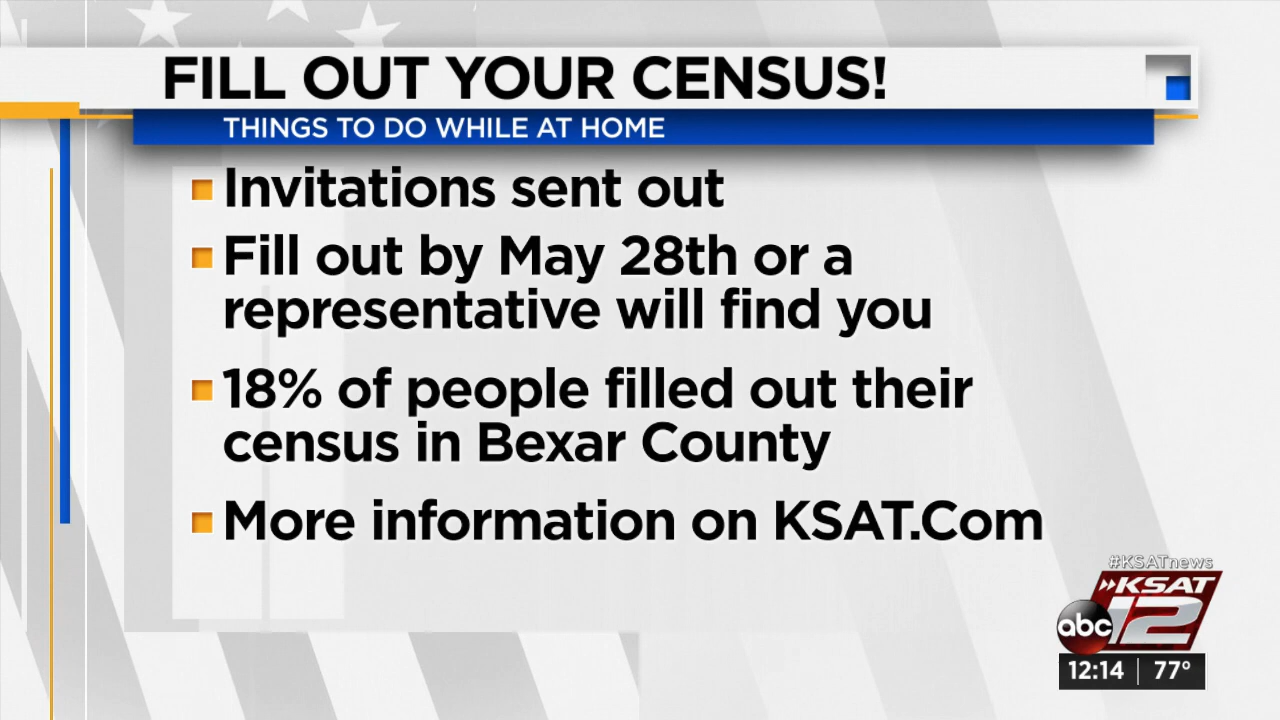 FILL OUT YOUR CENSUS!
THINGS TO DO WHILE AT HOME
Invitations sent out
Fill out by May 28th or a
representative will find you
18% of people filled out their
census in Bexar County
More information on KSAT.Com
#KSATnews
KSAT
abc 12
12:14 77°